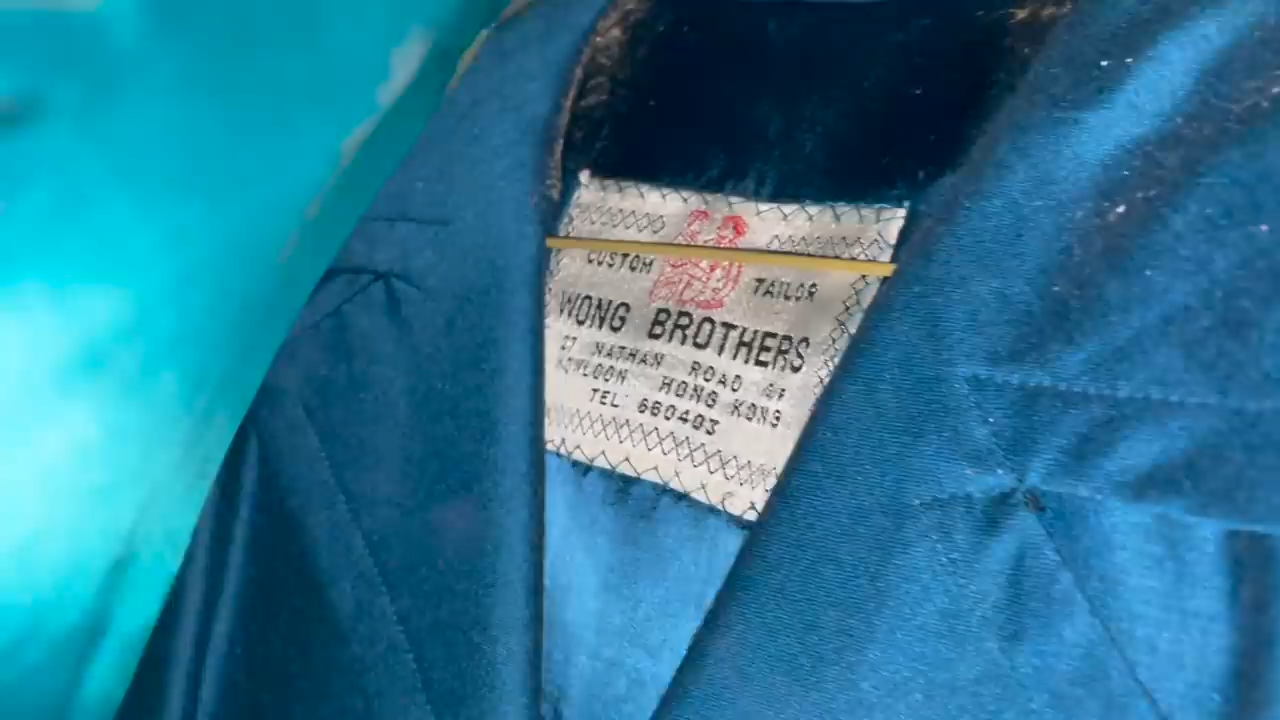 CUSTOM TAILOR
WONG BROTHERS
27 NATHAN ROAD
KOWLOON HONG KONG
TEL: 660403